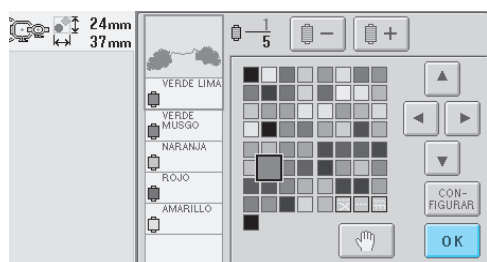 24mm
37mm
1
5
VERDE LIMA
VERDE
MUSGO
NARANJA
ROJO
AMARILLO
CON-
FIGURAR
OK